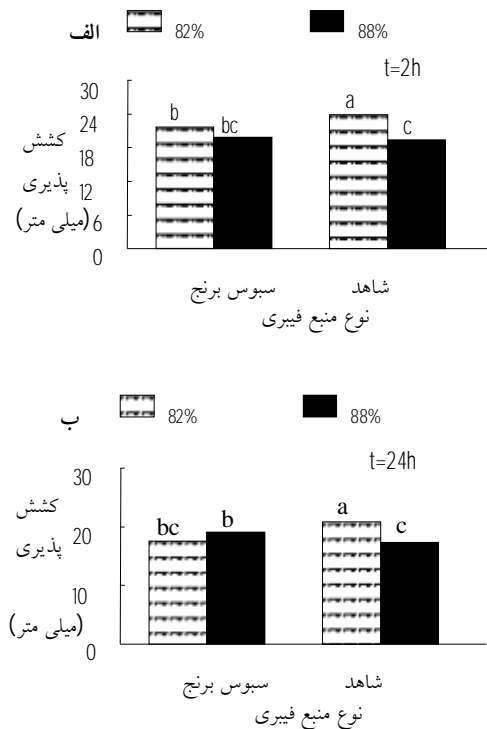 الف 82% 88%
t=2h
30
24
18
12
6
0
کشش
پذیری
(میلی متر)
b bc a c
سبوس برنج شاهد
نوع منبع فیبری
ب 82% 88%
t=24h
30
20
10
0
کشش
پذیری
(میلی متر)
bc b a c
سبوس برنج شاهد
نوع منبع فیبری